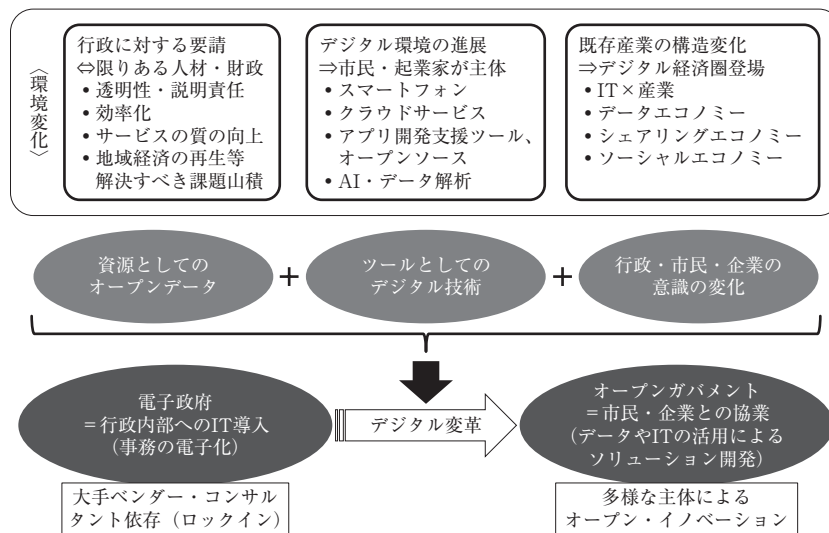 〈環境変化〉
行政に対する要請
⇔限りある人材・財政
・透明性・説明責任
・効率化
・サービスの質の向上
・地域経済の再生等
解決すべき課題山積
デジタル環境の進展
⇒市民・起業家が主体
・スマートフォン
・クラウドサービス
・アプリ開発支援ツール、
オープンソース
・AI・データ解析
既存産業の構造変化
⇒デジタル経済圏登場
・IT×産業
・データエコノミー
・シェアリングエコノミー
・ソーシャルエコノミー
資源としての
オープンデータ
+
ツールとしての
デジタル技術
+
行政・市民・企業の
意識の変化
電子政府
=行政内部へのIT導入
(事務の電子化)
大手ベンダー・コンサル
タント依存（ロックイン）
デジタル変革
オープンガバメント
=市民・企業との協業
(データやITの活用による
ソリューション開発)
多様な主体による
オープン・イノベーション